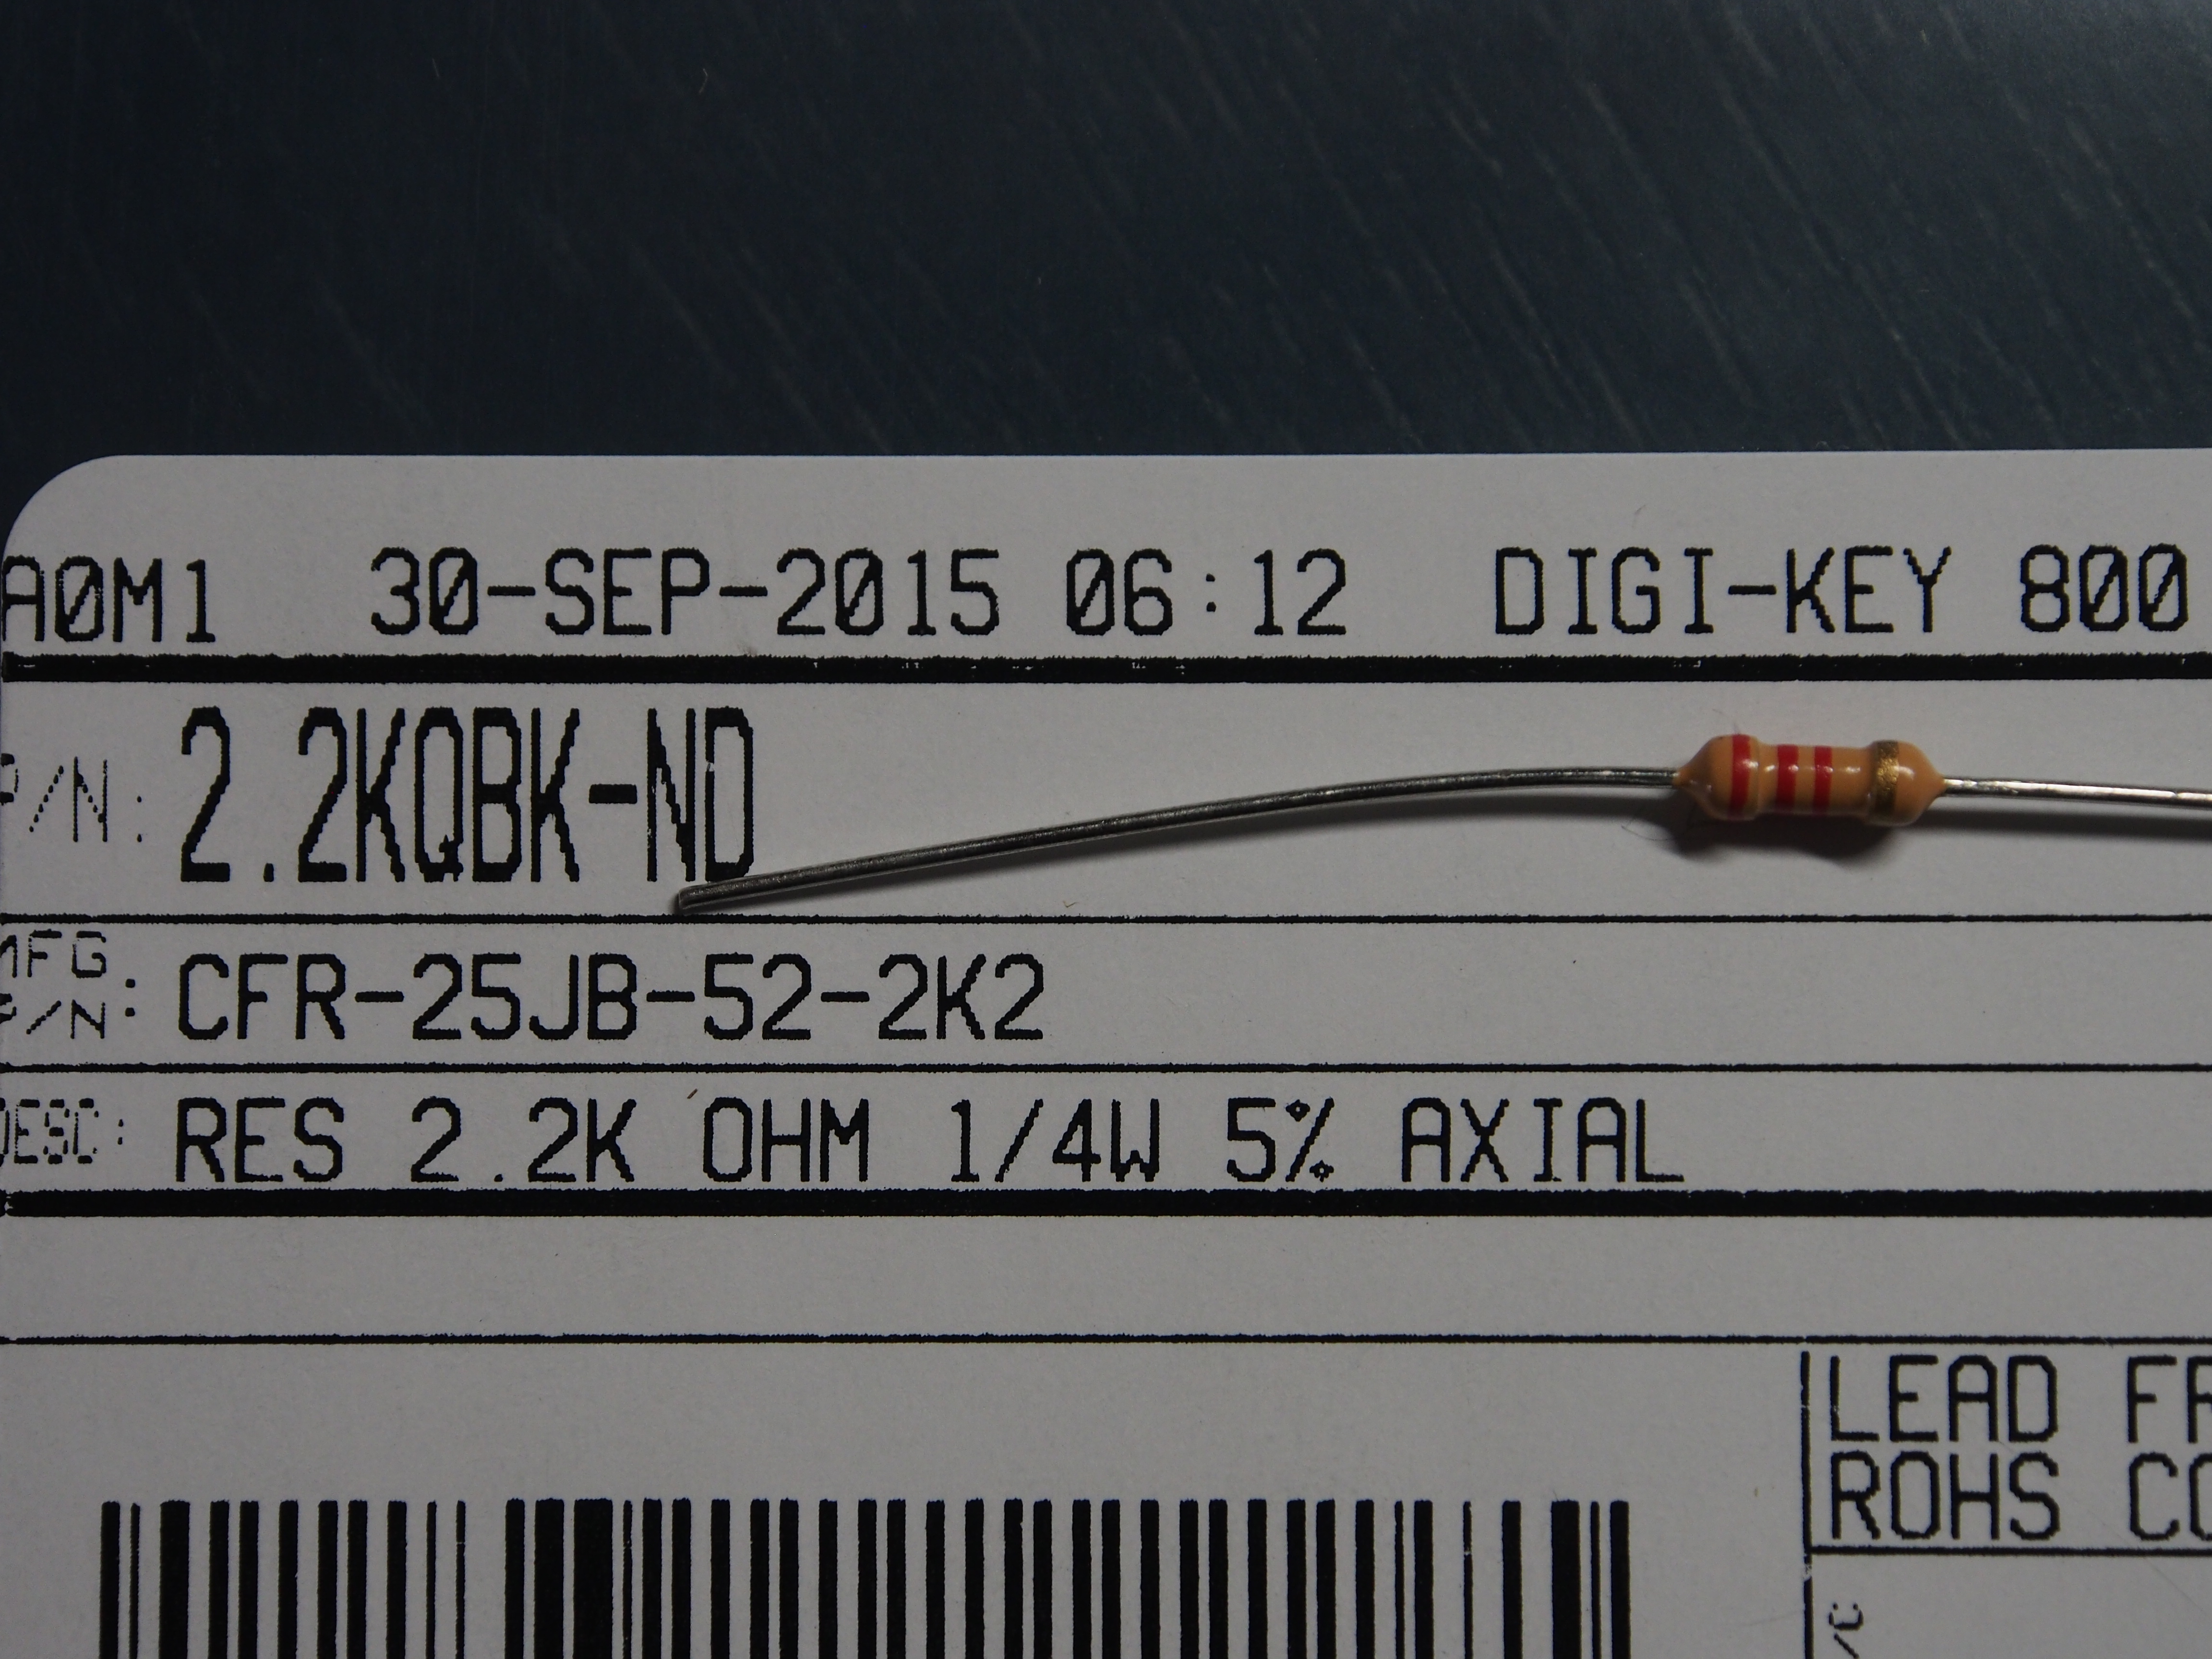 A0M1 30-SEP-2015 06:12 DIGI-KEY 800
P/N: 2.2KQBK-ND
MFG P/N: CFR-25JB-52-2K2
DESC: RES 2.2K OHM 1/4W 5% AXIAL
LEAD FR
ROHS CO
/C